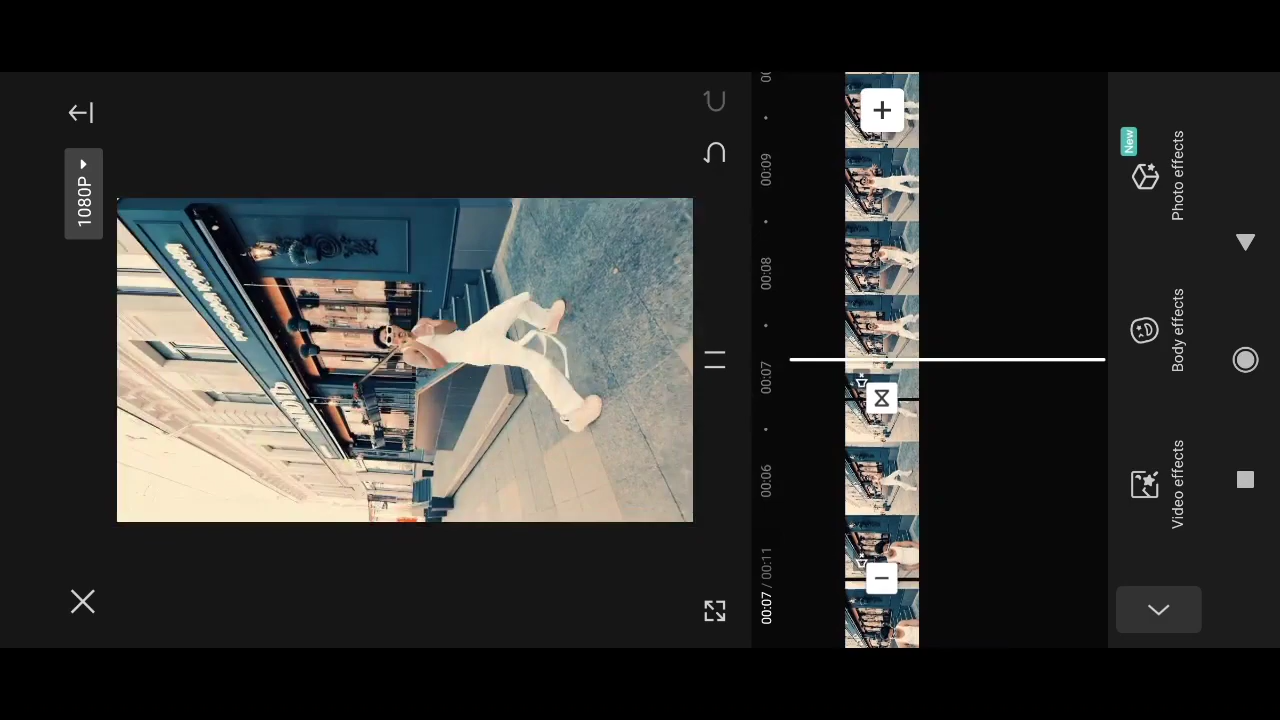 1080P
00:07 / 00:11
00:06
00:07
00:08
00:09
Video effects
Body effects
Photo effects
New